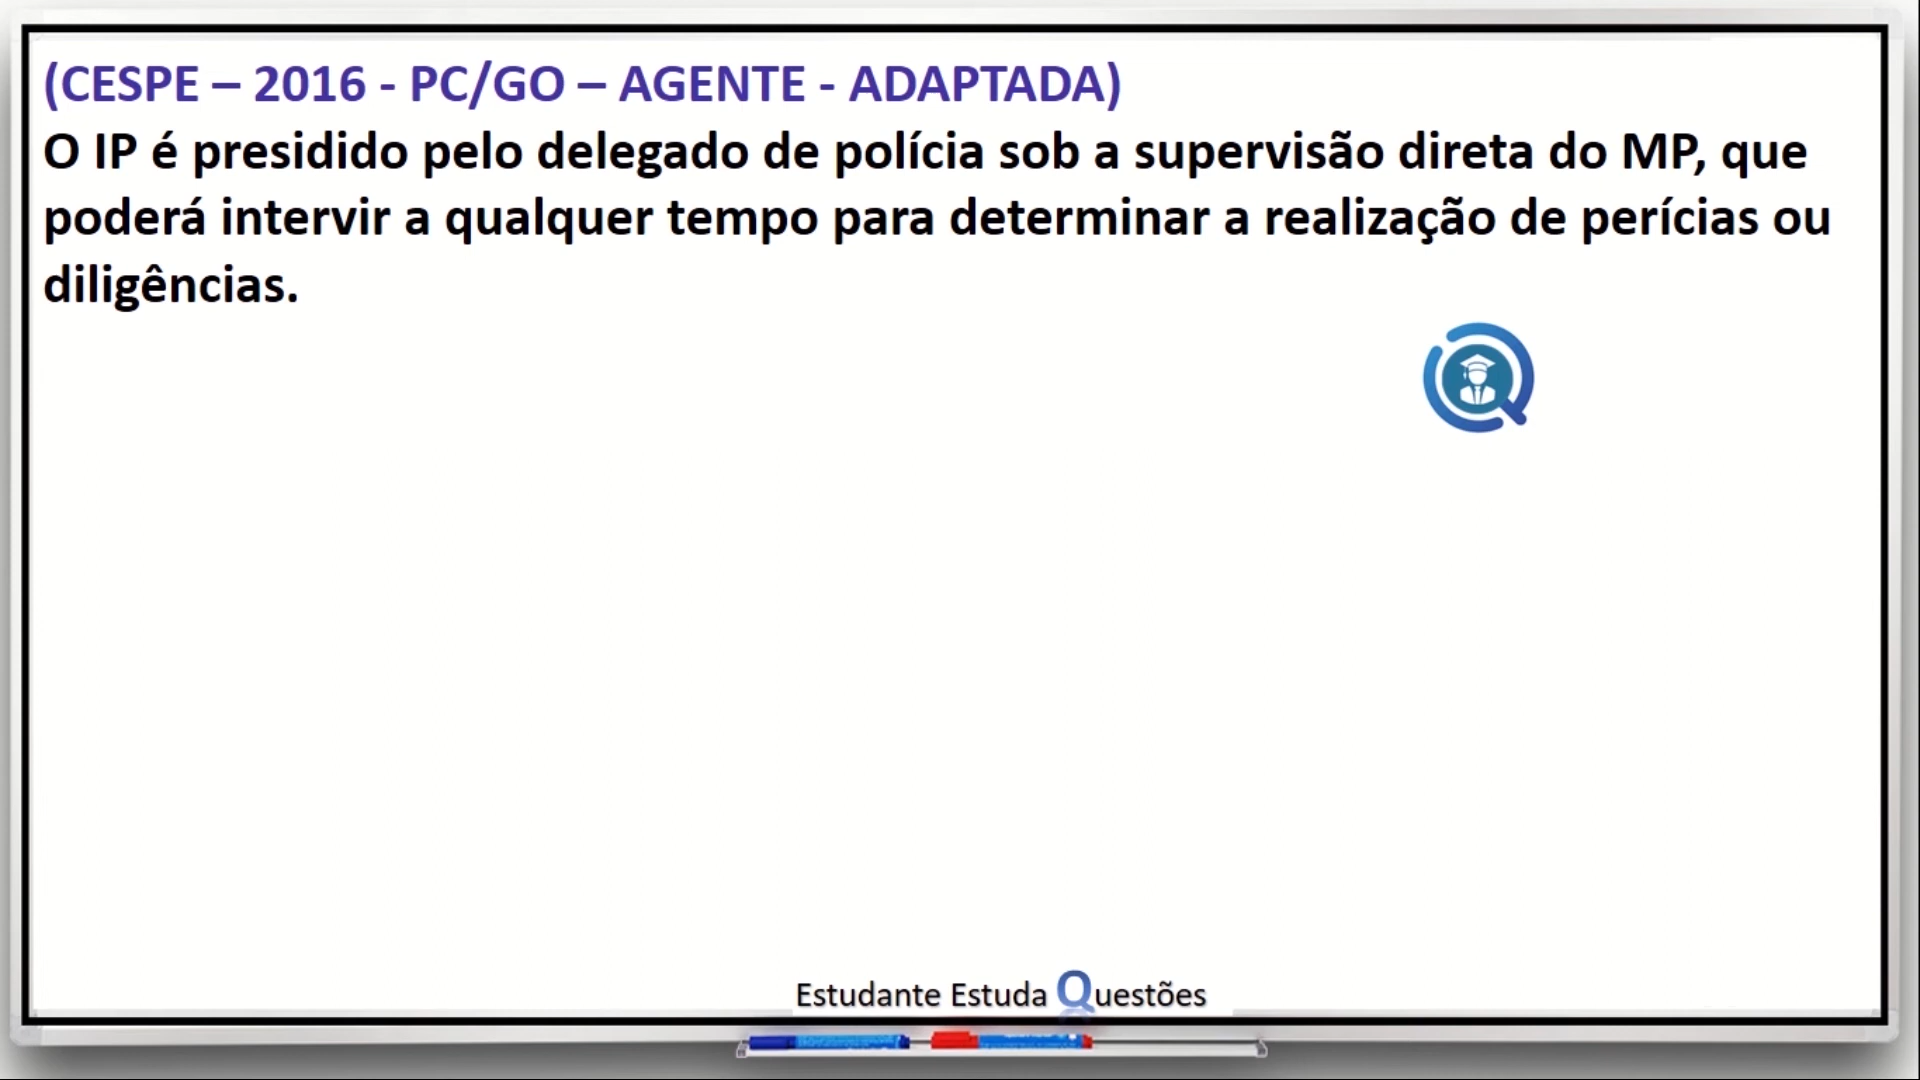 (CESPE – 2016 - PC/GO – AGENTE - ADAPTADA)
O IP é presidido pelo delegado de polícia sob a supervisão direta do MP, que
poderá intervir a qualquer tempo para determinar a realização de perícias ou
diligências.
Estudante Estuda Questões